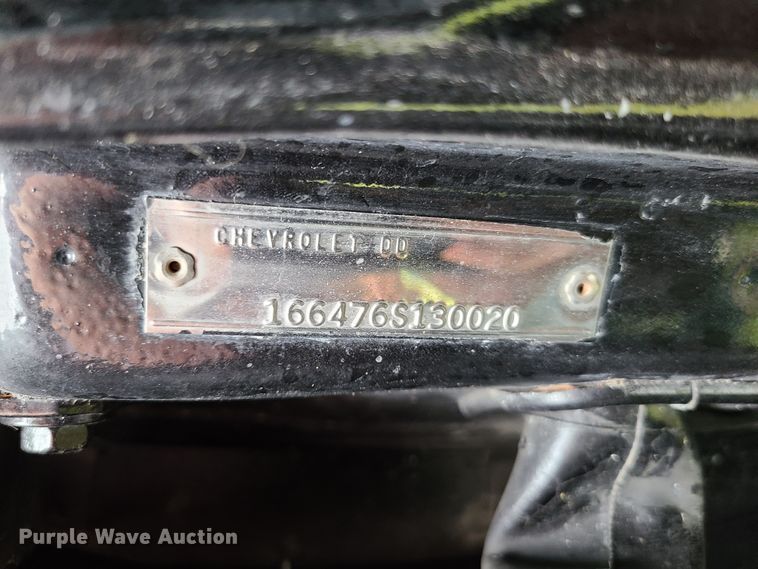 CHEVROLET DD
166476S130020
Purple Wave Auction